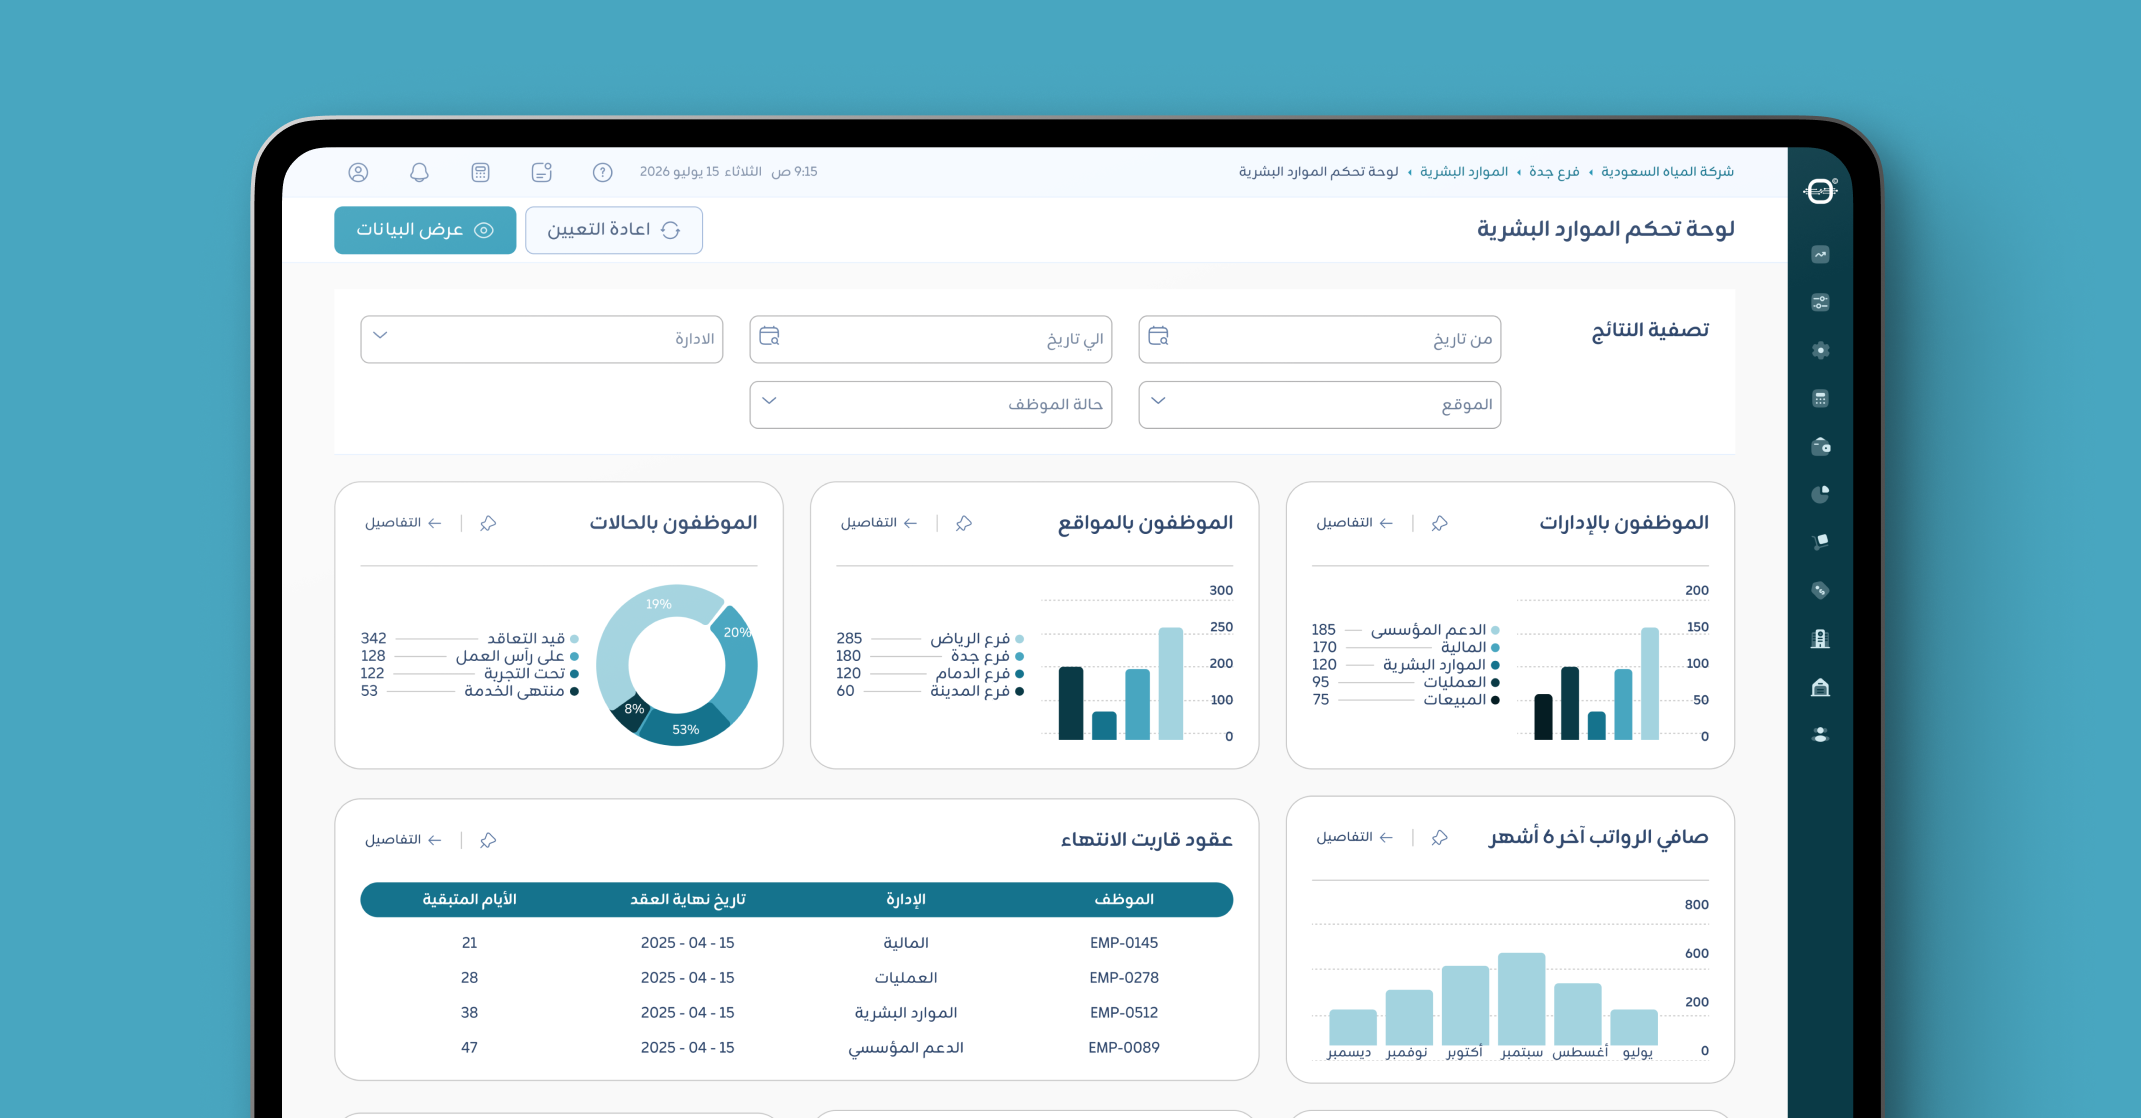 شركة المياه السعودية ‹ فرع جدة ‹ الموارد البشرية ‹ لوحة تحكم الموارد البشرية
9:15 ص الثلاثاء 15 يوليو 2026
لوحة تحكم الموارد البشرية
اعادة التعيين
عرض البيانات
تصفية النتائج
من تاريخ
الي تاريخ
الادارة
الموقع
حالة الموظف
الموظفون بالإدارات
التفاصيل
200
150
100
50
0
الدعم المؤسسى 185
المالية 170
الموارد البشرية 120
العمليات 95
المبيعات 75
الموظفون بالمواقع
التفاصيل
300
250
200
100
0
فرع الرياض 285
فرع جدة 180
فرع الدمام 120
فرع المدينة 60
الموظفون بالحالات
التفاصيل
19%
20%
8%
53%
قيد التعاقد 342
على رأس العمل 128
تحت التجربة 122
منتهى الخدمة 53
صافي الرواتب آخر 6 أشهر
التفاصيل
800
600
200
0
يوليو أغسطس سبتمبر أكتوبر نوفمبر ديسمبر
عقود قاربت الانتهاء
التفاصيل
الموظف الإدارة تاريخ نهاية العقد الأيام المتبقية
EMP-0145 المالية 2025 - 04 - 15 21
EMP-0278 العمليات 2025 - 04 - 15 28
EMP-0512 الموارد البشرية 2025 - 04 - 15 38
EMP-0089 الدعم المؤسسي 2025 - 04 - 15 47